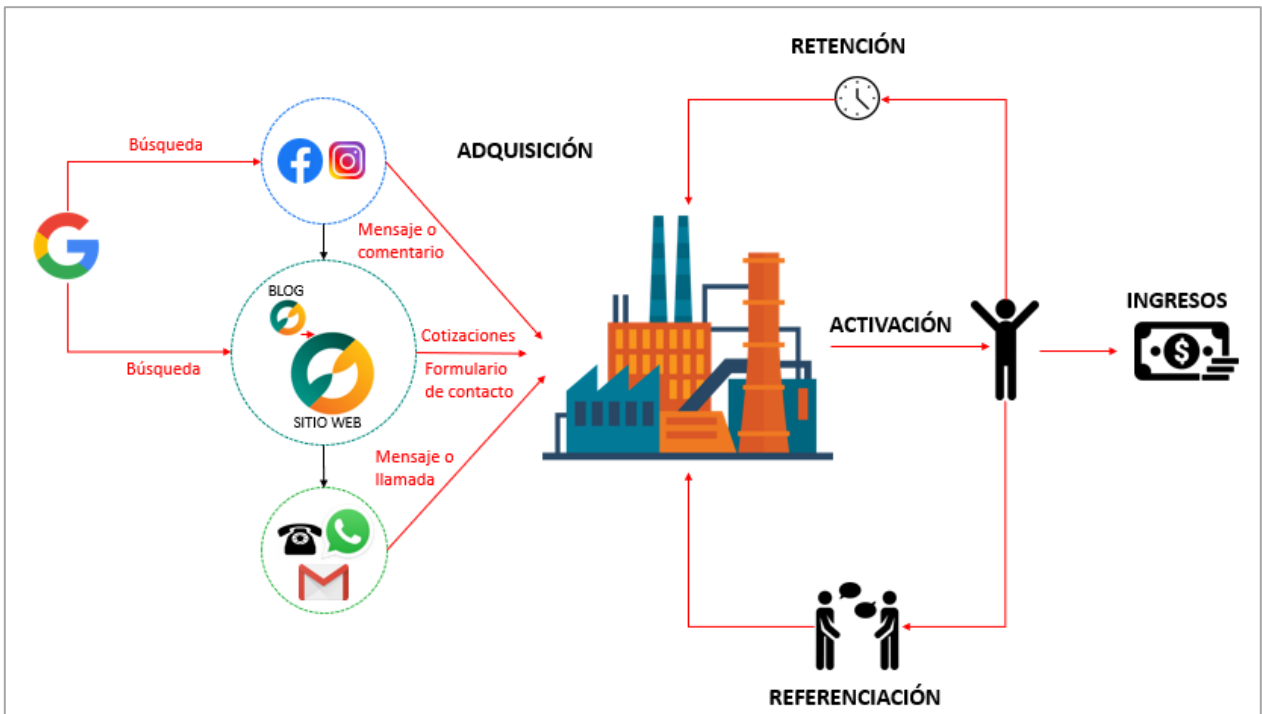 RETENCIÓN
Búsqueda
ADQUISICIÓN
Mensaje o
comentario
BLOG
INGRESOS
ACTIVACIÓN
Cotizaciones
Búsqueda
Formulario
de contacto
SITIO WEB
Mensaje o
llamada
REFERENCIACIÓN